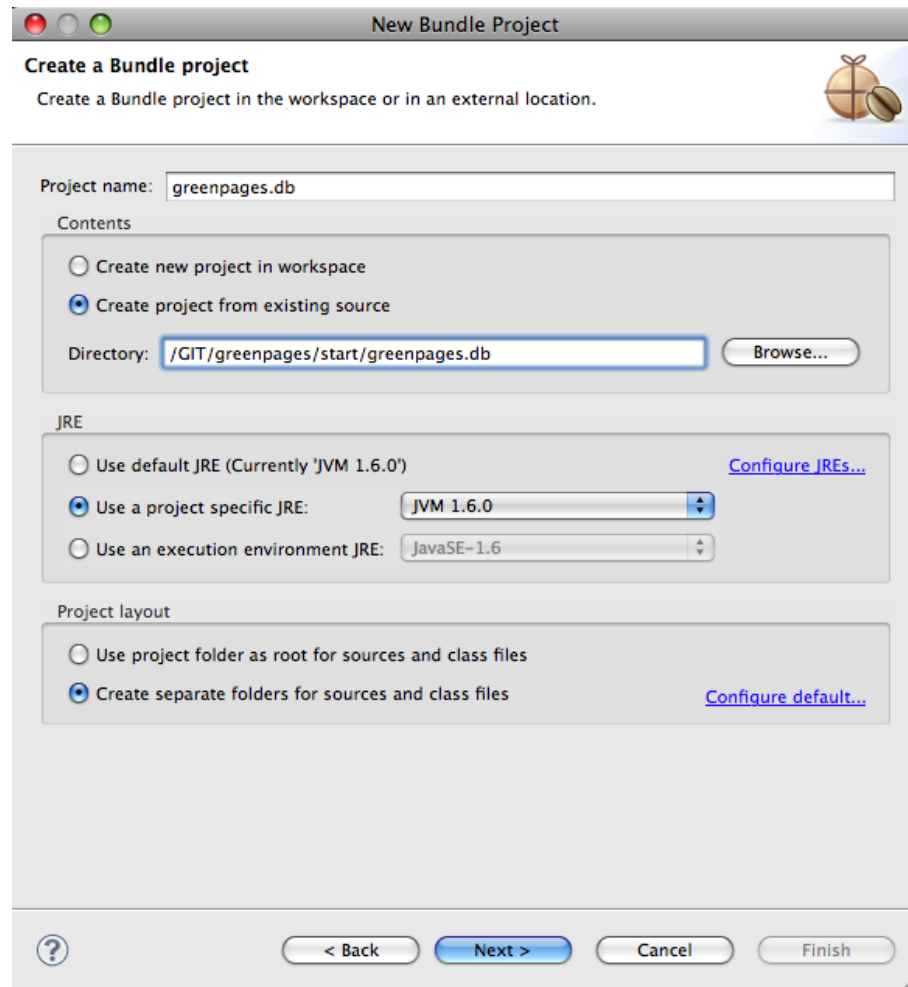 New Bundle Project
Create a Bundle project
Create a Bundle project in the workspace or in an external location.
Project name: greenpages.db
Contents
Create new project in workspace
Create project from existing source
Directory: /GIT/greenpages/start/greenpages.db Browse...
JRE
Use default JRE (Currently 'JVM 1.6.0') Configure JREs...
Use a project specific JRE: JVM 1.6.0
Use an execution environment JRE: JavaSE-1.6
Project layout
Use project folder as root for sources and class files
Create separate folders for sources and class files Configure default...
? < Back Next > Cancel Finish